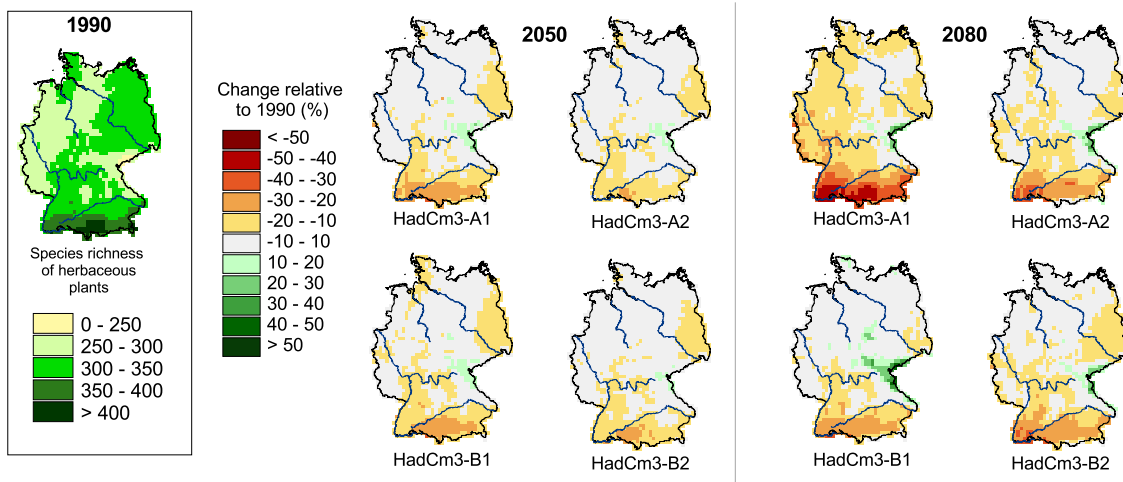 1990
Species richness
of herbaceous
plants
0 - 250
250 - 300
300 - 350
350 - 400
> 400
Change relative
to 1990 (%)
< -50
-50 - -40
-40 - -30
-30 - -20
-20 - -10
-10 - 10
10 - 20
20 - 30
30 - 40
40 - 50
> 50
2050
HadCm3-A1
HadCm3-A2
HadCm3-B1
HadCm3-B2
2080
HadCm3-A1
HadCm3-A2
HadCm3-B1
HadCm3-B2